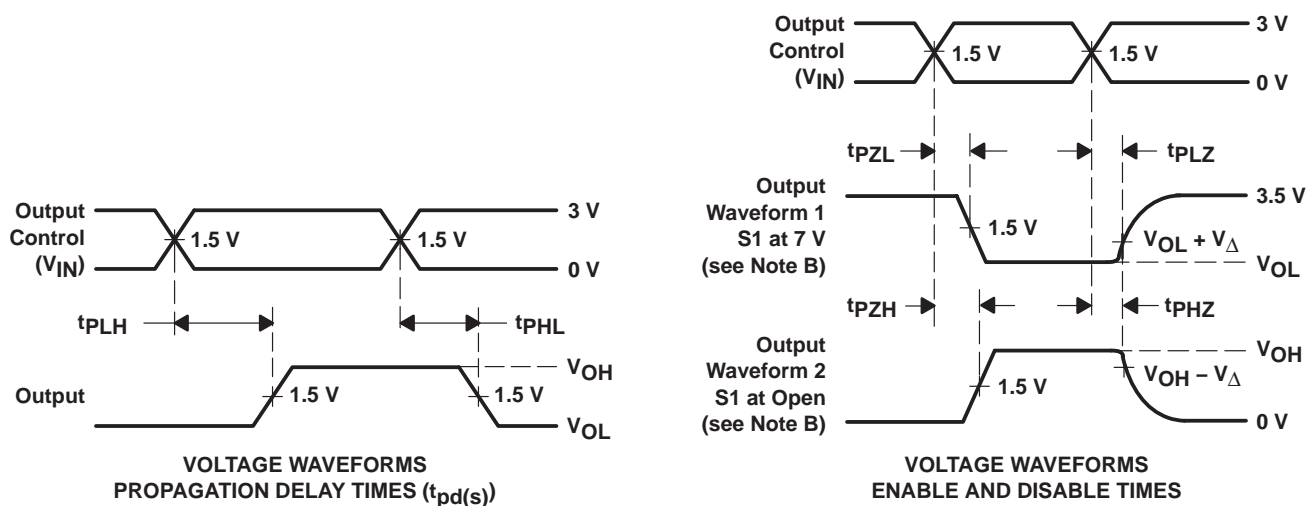 Output
Control
(VIN)
3 V
1.5 V
1.5 V
0 V
tPLH
tPHL
Output
VOH
1.5 V
1.5 V
VOL
VOLTAGE WAVEFORMS
PROPAGATION DELAY TIMES (tpd(s))
Output
Control
(VIN)
3 V
1.5 V
1.5 V
0 V
tPZL
tPLZ
Output
Waveform 1
S1 at 7 V
(see Note B)
3.5 V
1.5 V
VOL + VΔ
VOL
tPZH
tPHZ
Output
Waveform 2
S1 at Open
(see Note B)
VOH
1.5 V
VOH − VΔ
0 V
VOLTAGE WAVEFORMS
ENABLE AND DISABLE TIMES